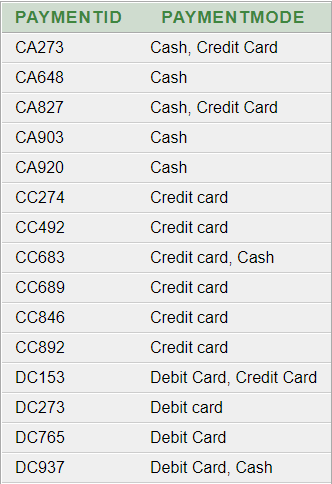 PAYMENTID PAYMENTMODE
CA273 Cash, Credit Card
CA648 Cash
CA827 Cash, Credit Card
CA903 Cash
CA920 Cash
CC274 Credit card
CC492 Credit card
CC683 Credit card, Cash
CC689 Credit card
CC846 Credit card
CC892 Credit card
DC153 Debit Card, Credit Card
DC273 Debit card
DC765 Debit Card
DC937 Debit Card, Cash